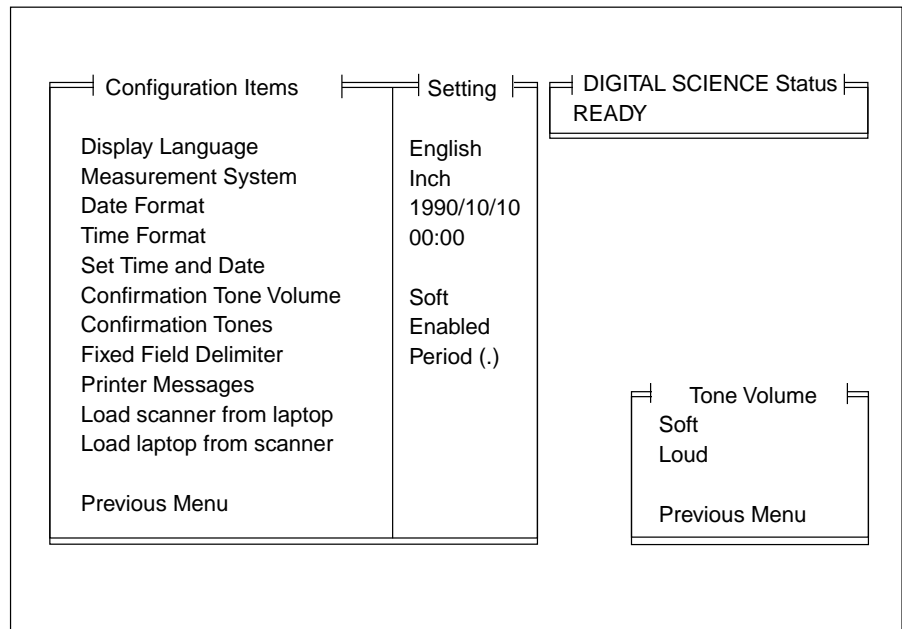 Configuration Items Setting
Display Language English
Measurement System Inch
Date Format 1990/10/10
Time Format 00:00
Set Time and Date
Confirmation Tone Volume Soft
Confirmation Tones Enabled
Fixed Field Delimiter Period (.)
Printer Messages
Load scanner from laptop
Load laptop from scanner
Previous Menu
DIGITAL SCIENCE Status
READY
Tone Volume
Soft
Loud
Previous Menu